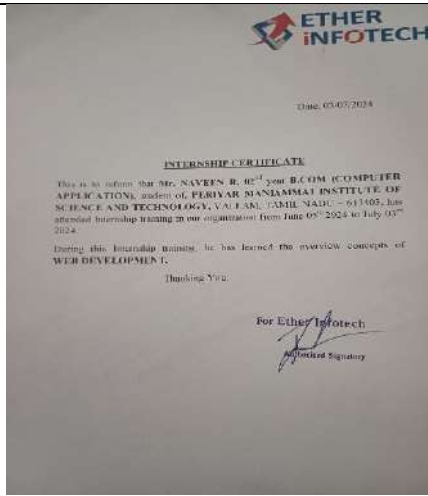 ETHER
iNFOTECH
Date: 03/07/2024
INTERNSHIP CERTIFICATE
This is to inform that Mr. NAVEEN R, 02nd year B.COM (COMPUTER
APPLICATION), student of, PERIYAR MANIAMMAI INSTITUTE OF
SCIENCE AND TECHNOLOGY, VALLAM, TAMIL NADU – 613403, has
attended Internship training in our organization from June 05th 2024 to July 03rd
2024.
During this Internship training, he has learned the overview concepts of
WEB DEVELOPMENT.
Thanking You.
For Ether Infotech
Authorized Signatory